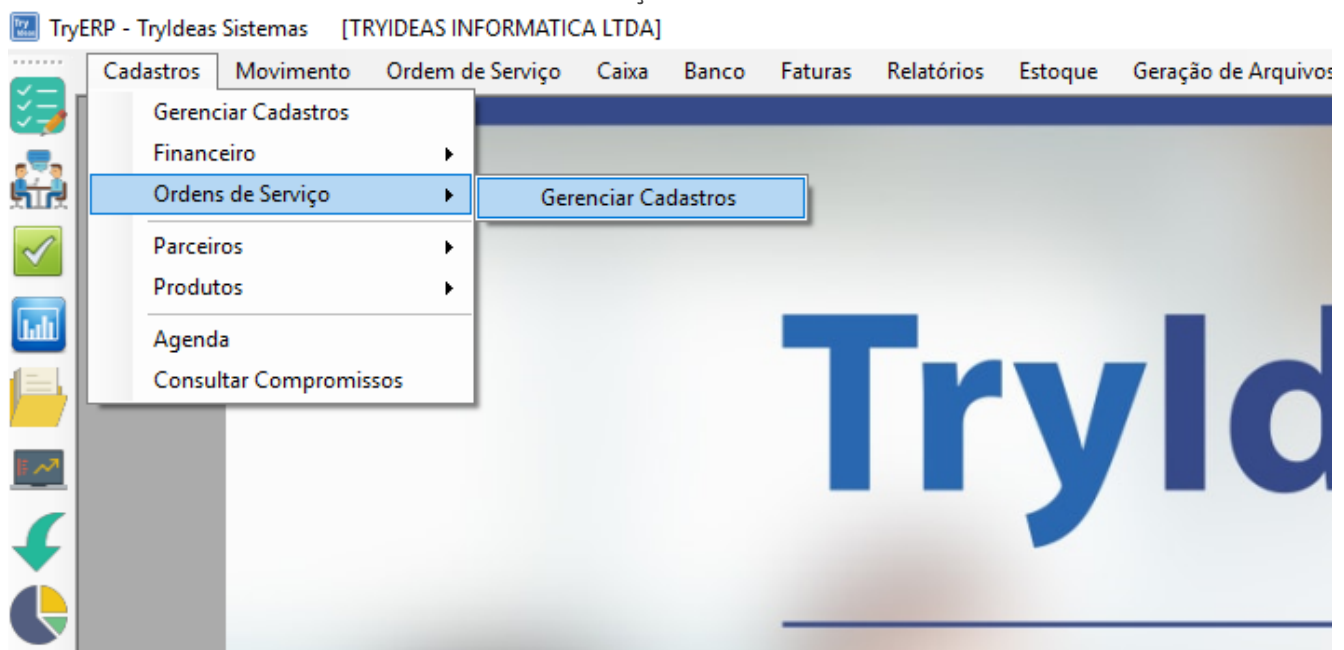 TryERP - TryIdeas Sistemas [TRYIDEAS INFORMATICA LTDA]
Cadastros Movimento Ordem de Serviço Caixa Banco Faturas Relatórios Estoque Geração de Arquivos
Gerenciar Cadastros
Financeiro
Ordens de Serviço
Gerenciar Cadastros
Parceiros
Produtos
Agenda
Consultar Compromissos
TryId